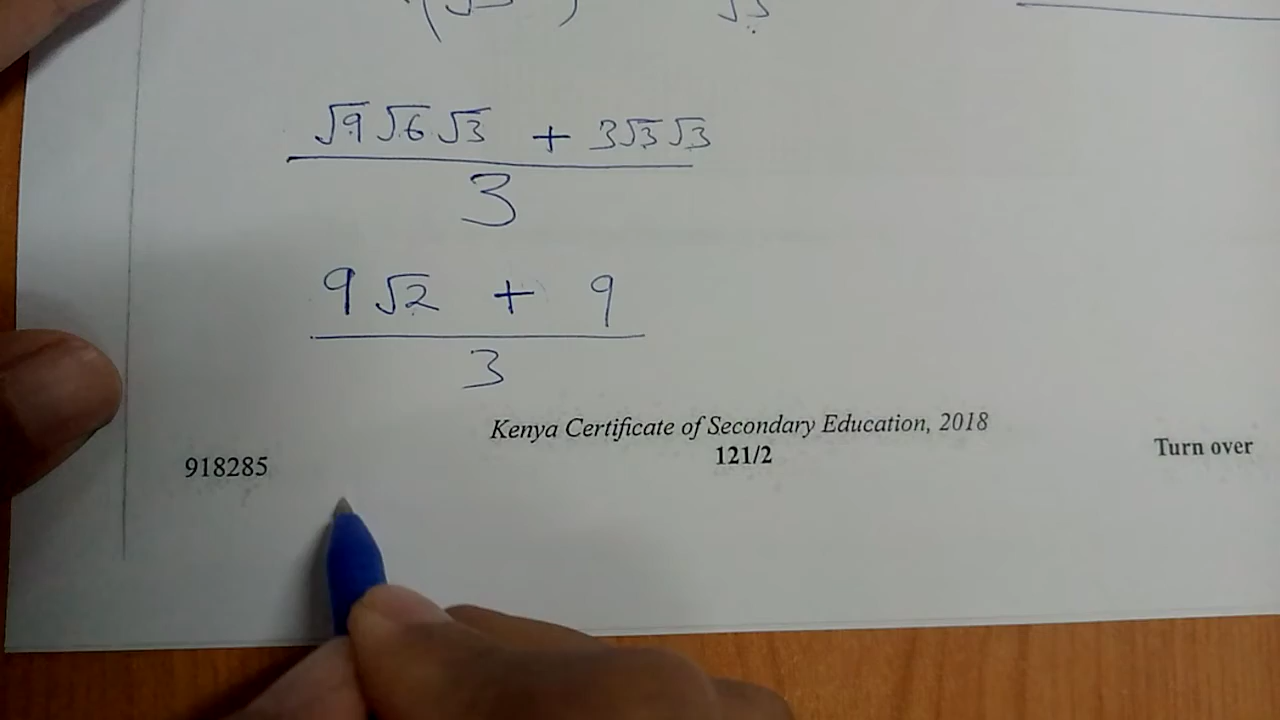 √9 √6 √3 + 3√3 √3
3
9 √2 + 9
3
Kenya Certificate of Secondary Education, 2018
918285
121/2
Turn over